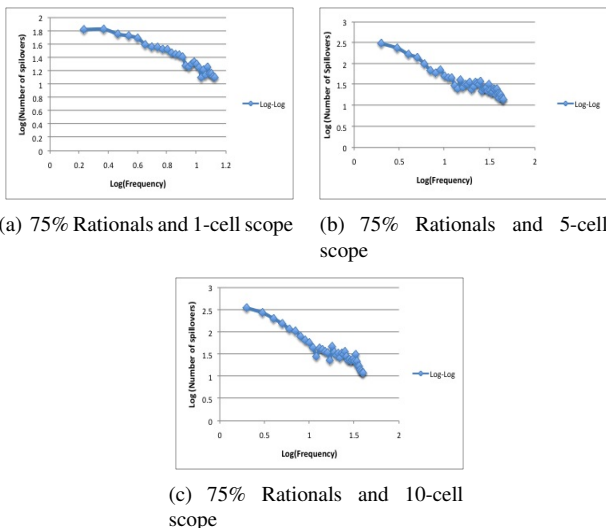 2
1.8
1.6
1.4
1.2
1
0.8
0.6
0.4
0.2
0
0 0.2 0.4 0.6 0.8 1 1.2
Log(Number of spillovers)
Log(Frequency)
Log-Log
3
2.5
2
1.5
1
0.5
0
0 0.5 1 1.5 2
Log (Number of Spillovers)
Log(Frequency)
Log-Log
(a) 75% Rationals and 1-cell scope
(b) 75% Rationals and 5-cell
scope
3
2.5
2
1.5
1
0.5
0
0 0.5 1 1.5 2
Log (Number of spillovers)
Log(Frequency)
Log-Log
(c) 75% Rationals and 10-cell
scope